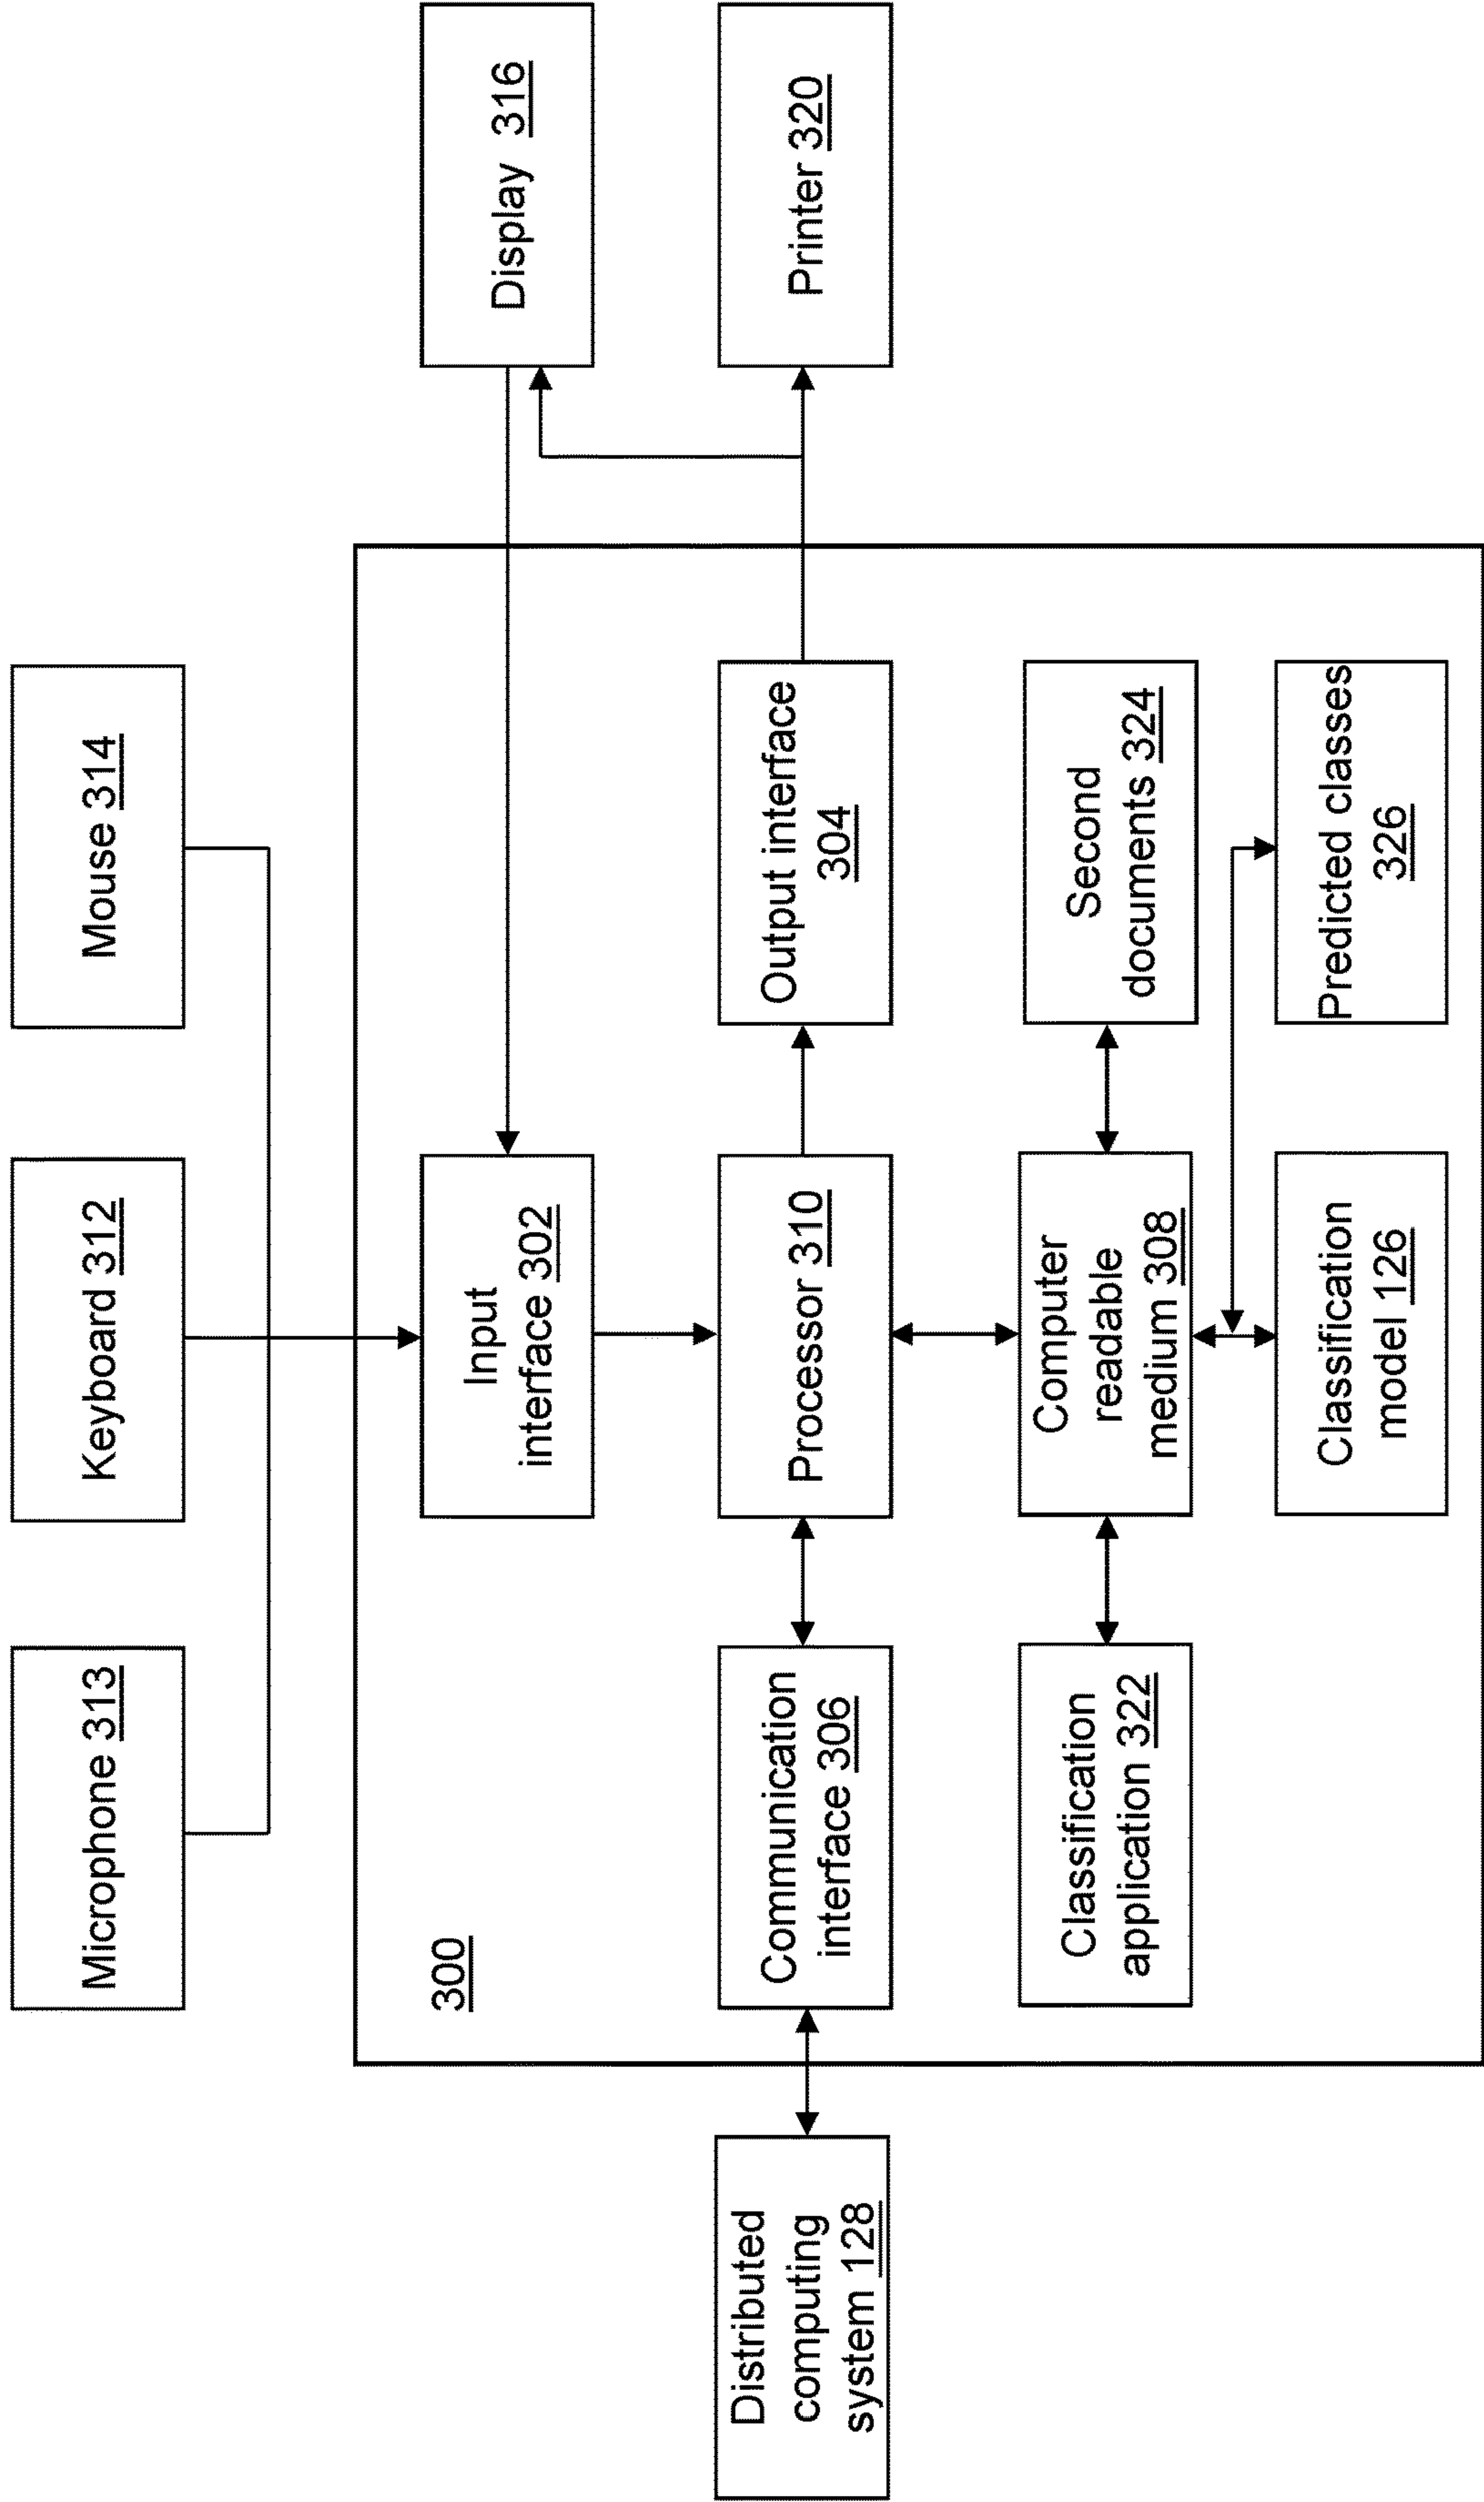 Microphone 313
Keyboard 312
Mouse 314
300
Input
interface 302
Display 316
Distributed
computing
system 128
Communication
interface 306
Processor 310
Output interface
304
Printer 320
Classification
application 322
Computer
readable
medium 308
Second
documents 324
Classification
model 126
Predicted classes
326